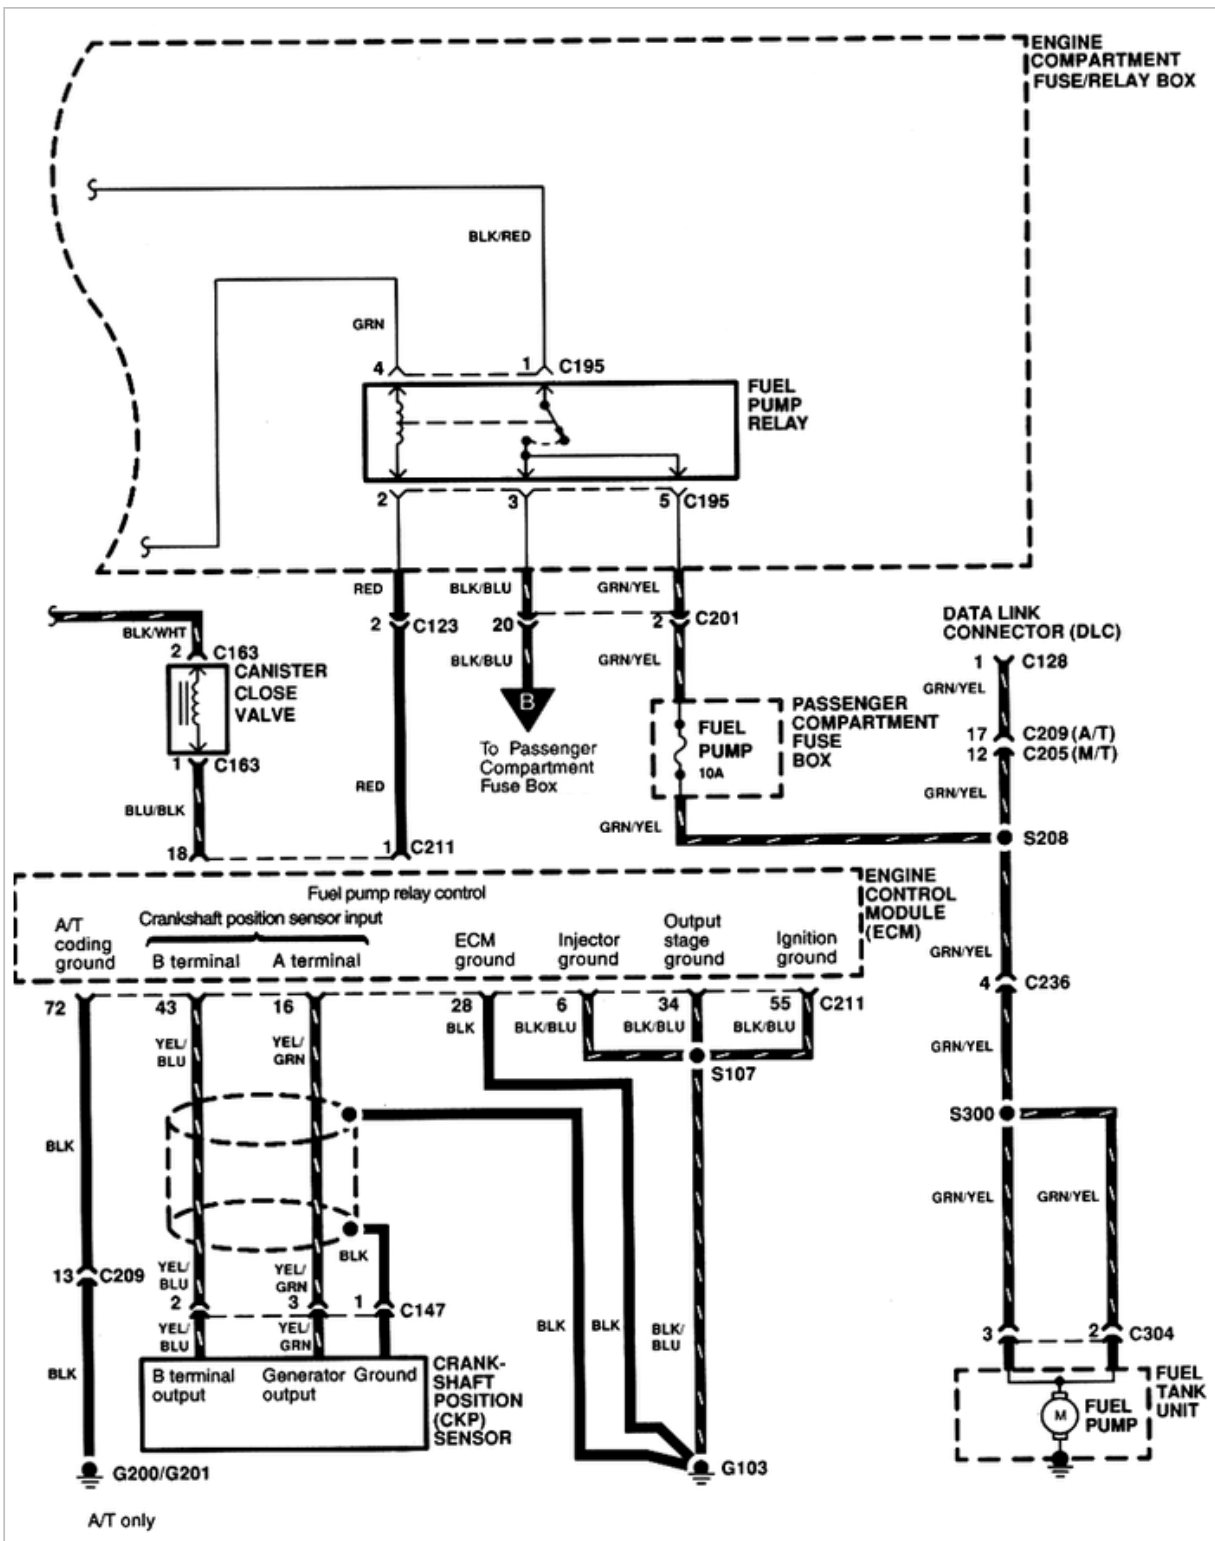 ENGINE
COMPARTMENT
FUSE/RELAY BOX
BLK/RED
GRN
4
1
C195
FUEL
PUMP
RELAY
2
3
5
C195
RED
BLK/BLU
GRN/YEL
2
C123
20
2
C201
BLK/BLU
GRN/YEL
BLK/WHT
2
C163
CANISTER
CLOSE
VALVE
1
C163
BLU/BLK
18
RED
1
C211
B
To Passenger
Compartment
Fuse Box
FUEL
PUMP
10A
PASSENGER
COMPARTMENT
FUSE
BOX
GRN/YEL
DATA LINK
CONNECTOR (DLC)
1
C128
GRN/YEL
17
C209 (A/T)
12
C205 (M/T)
GRN/YEL
S208
ENGINE
CONTROL
MODULE
(ECM)
Fuel pump relay control
Crankshaft position sensor input
A/T
coding
ground
B terminal
A terminal
ECM
ground
Injector
ground
Output
stage
ground
Ignition
ground
GRN/YEL
4
C236
72
43
16
28
6
34
55
C211
BLK
BLK/BLU
BLK/BLU
BLK/BLU
YEL/
BLU
YEL/
GRN
S107
GRN/YEL
S300
BLK
GRN/YEL
GRN/YEL
BLK
13
C209
YEL/
BLU
YEL/
GRN
2
3
1
C147
YEL/
BLU
YEL/
GRN
BLK
BLK
BLK/
BLU
3
2
C304
BLK
B terminal
output
Generator
output
Ground
CRANK-
SHAFT
POSITION
(CKP)
SENSOR
M
FUEL
PUMP
FUEL
TANK
UNIT
G200/G201
G103
A/T only